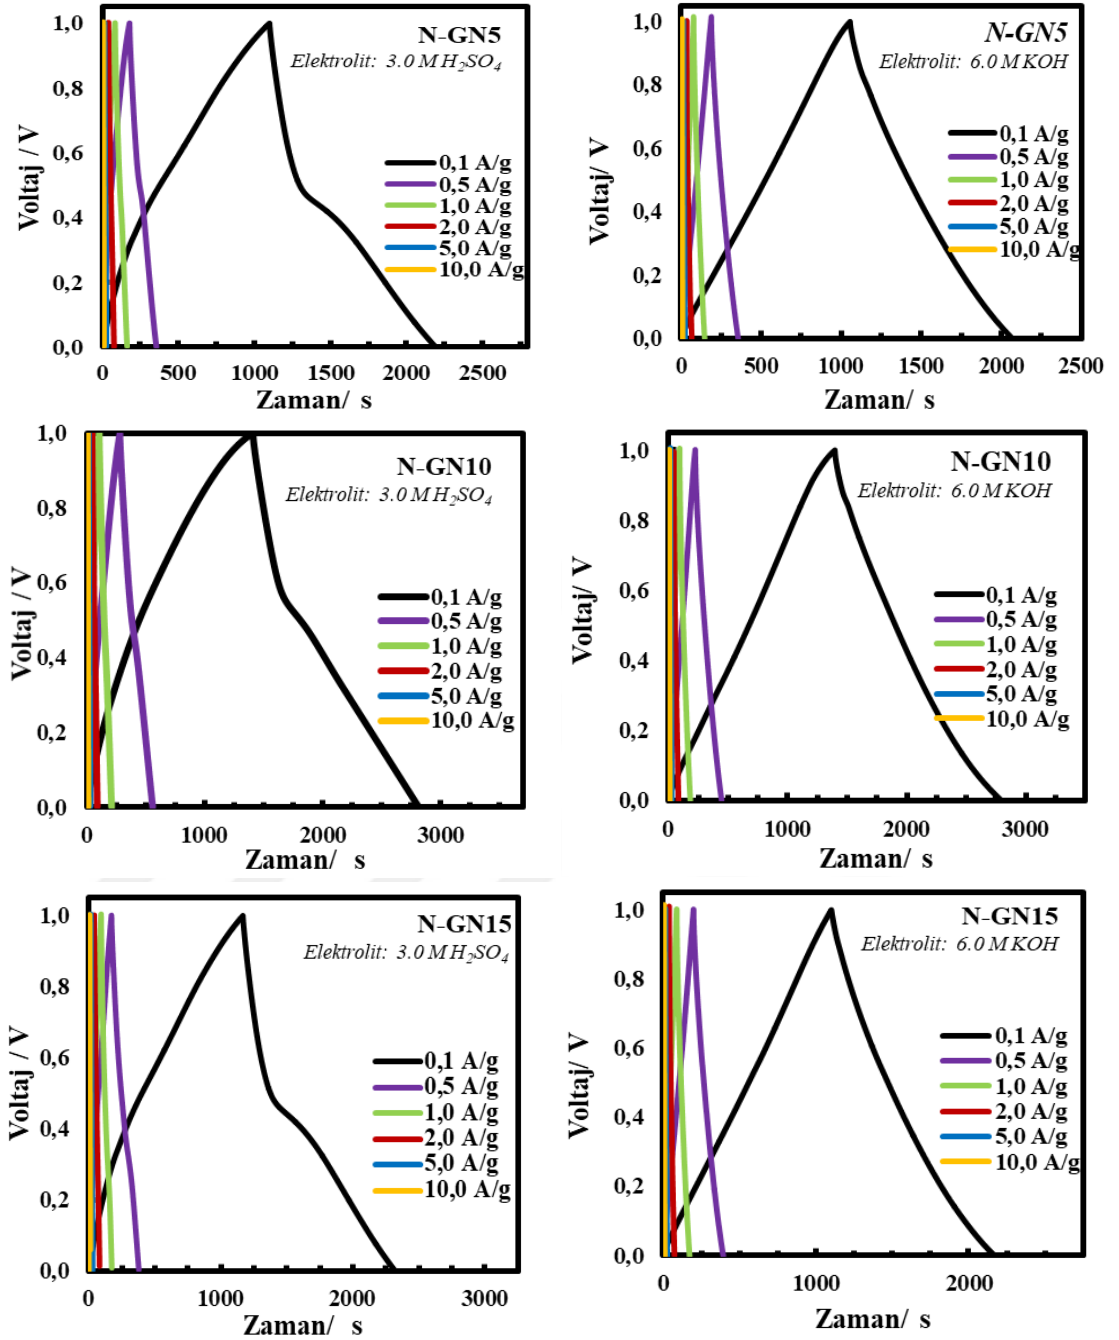 N-GN5
Elektrolit: 3.0 M H₂SO₄
Voltaj / V
1,0
0,8
0,6
0,4
0,2
0,0
0,1 A/g
0,5 A/g
1,0 A/g
2,0 A/g
5,0 A/g
10,0 A/g
0 500 1000 1500 2000 2500
Zaman/ s
N-GN5
Elektrolit: 6.0 M KOH
Voltaj/ V
1,0
0,8
0,6
0,4
0,2
0,0
0,1 A/g
0,5 A/g
1,0 A/g
2,0 A/g
5,0 A/g
10,0 A/g
0 500 1000 1500 2000 2500
Zaman/ s
N-GN10
Elektrolit: 3.0 M H₂SO₄
Voltaj / V
1,0
0,8
0,6
0,4
0,2
0,0
0,1 A/g
0,5 A/g
1,0 A/g
2,0 A/g
5,0 A/g
10,0 A/g
0 1000 2000 3000
Zaman/ s
N-GN10
Elektrolit: 6.0 M KOH
Voltaj/ V
1,0
0,8
0,6
0,4
0,2
0,0
0,1 A/g
0,5 A/g
1,0 A/g
2,0 A/g
5,0 A/g
10,0 A/g
0 1000 2000 3000
Zaman/ s
N-GN15
Elektrolit: 3.0 M H₂SO₄
Voltaj / V
1,0
0,8
0,6
0,4
0,2
0,0
0,1 A/g
0,5 A/g
1,0 A/g
2,0 A/g
5,0 A/g
10,0 A/g
0 1000 2000 3000
Zaman/ s
N-GN15
Elektrolit: 6.0 M KOH
Voltaj/ V
1,0
0,8
0,6
0,4
0,2
0,0
0,1 A/g
0,5 A/g
1,0 A/g
2,0 A/g
5,0 A/g
10,0 A/g
0 1000 2000
Zaman/ s